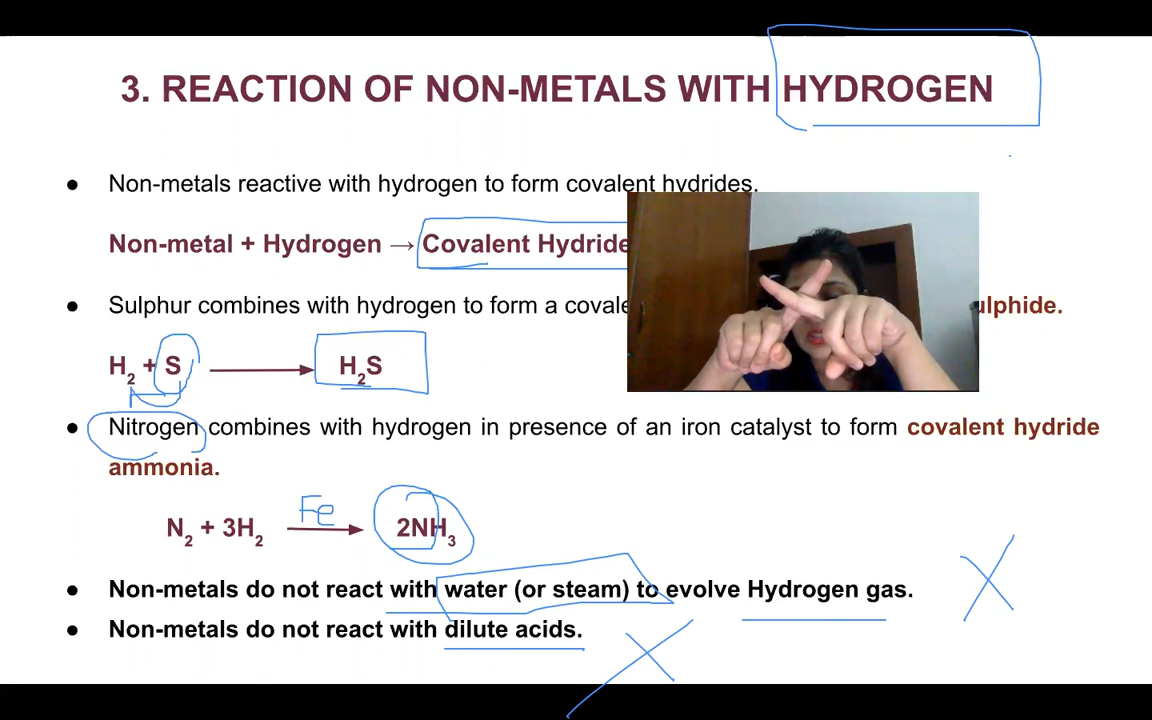 3. REACTION OF NON-METALS WITH HYDROGEN
● Non-metals reactive with hydrogen to form covalent hydrides.
Non-metal + Hydrogen → Covalent Hydride
● Sulphur combines with hydrogen to form a covale ulphide.
H₂ + S H₂S
● Nitrogen combines with hydrogen in presence of an iron catalyst to form covalent hydride
ammonia.
Fe
N₂ + 3H₂ 2NH₃
● Non-metals do not react with water (or steam) to evolve Hydrogen gas.
● Non-metals do not react with dilute acids.